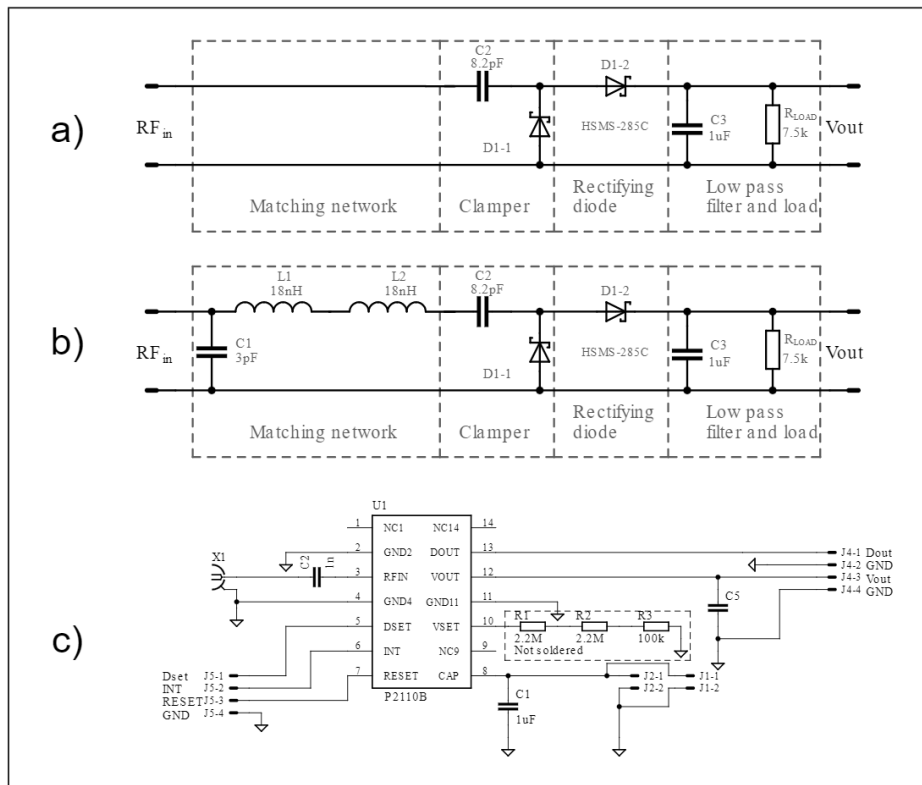 a)
C2
8.2pF
D1-2
RF in
D1-1
HSMS-285C
C3
1uF
RLOAD
7.5k
Vout
Matching network
Clamper
Rectifying
diode
Low pass
filter and load
b)
L1
18nH
L2
18nH
C2
8.2pF
D1-2
RF in
C1
3pF
D1-1
HSMS-285C
C3
1uF
RLOAD
7.5k
Vout
Matching network
Clamper
Rectifying
diode
Low pass
filter and load
c)
U1
1 NC1 NC14 14
2 GND2 DOUT 13
3 RFIN VOUT 12
4 GND4 GND11 11
5 DSET VSET 10
6 INT NC9 9
7 RESET CAP 8
P2110B
X1
C2
1n
Dset J5-1
INT J5-2
RESET J5-3
GND J5-4
R1
2.2M
R2
2.2M
R3
100k
Not soldered
C1
1uF
C5
J2-1
J2-2
J1-1
J1-2
J4-1 Dout
J4-2 GND
J4-3 Vout
J4-4 GND